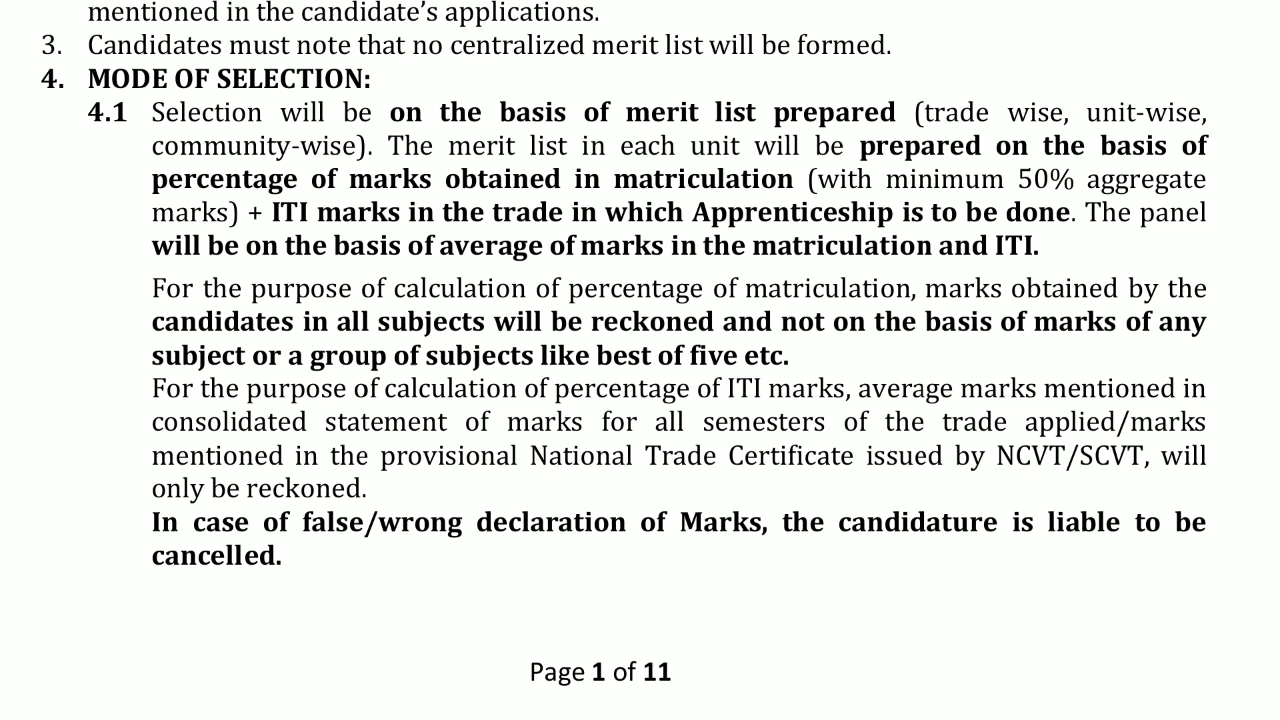 mentioned in the candidate’s applications.
3. Candidates must note that no centralized merit list will be formed.
4. MODE OF SELECTION:
4.1 Selection will be on the basis of merit list prepared (trade wise, unit-wise,
community-wise). The merit list in each unit will be prepared on the basis of
percentage of marks obtained in matriculation (with minimum 50% aggregate
marks) + ITI marks in the trade in which Apprenticeship is to be done. The panel
will be on the basis of average of marks in the matriculation and ITI.
For the purpose of calculation of percentage of matriculation, marks obtained by the
candidates in all subjects will be reckoned and not on the basis of marks of any
subject or a group of subjects like best of five etc.
For the purpose of calculation of percentage of ITI marks, average marks mentioned in
consolidated statement of marks for all semesters of the trade applied/marks
mentioned in the provisional National Trade Certificate issued by NCVT/SCVT, will
only be reckoned.
In case of false/wrong declaration of Marks, the candidature is liable to be
cancelled.
Page 1 of 11